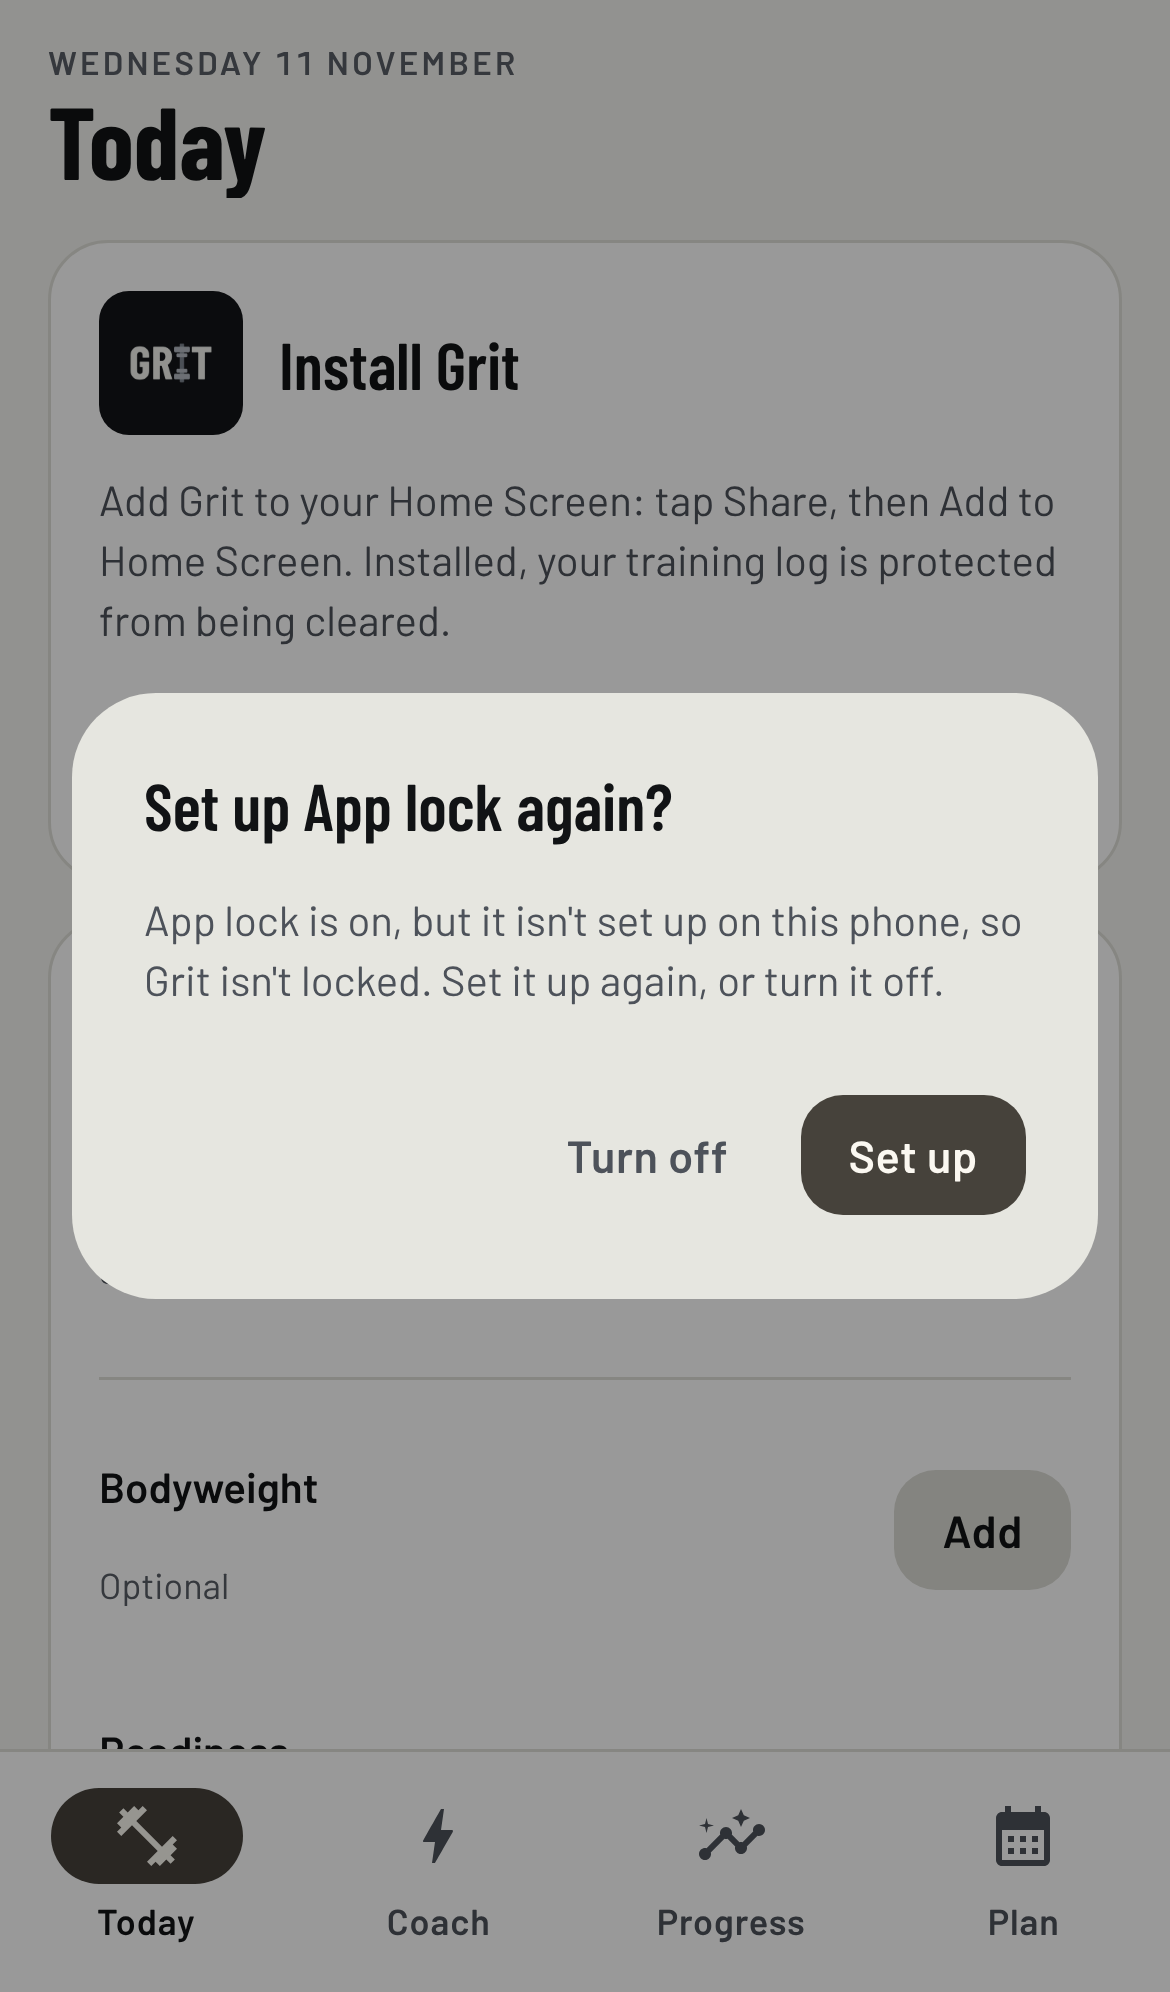 WEDNESDAY 11 NOVEMBER
Today
GRIT
Install Grit
Add Grit to your Home Screen: tap Share, then Add to
Home Screen. Installed, your training log is protected
from being cleared.
Set up App lock again?
App lock is on, but it isn't set up on this phone, so
Grit isn't locked. Set it up again, or turn it off.
Turn off
Set up
Bodyweight
Add
Optional
Readiness
Today
Coach
Progress
Plan